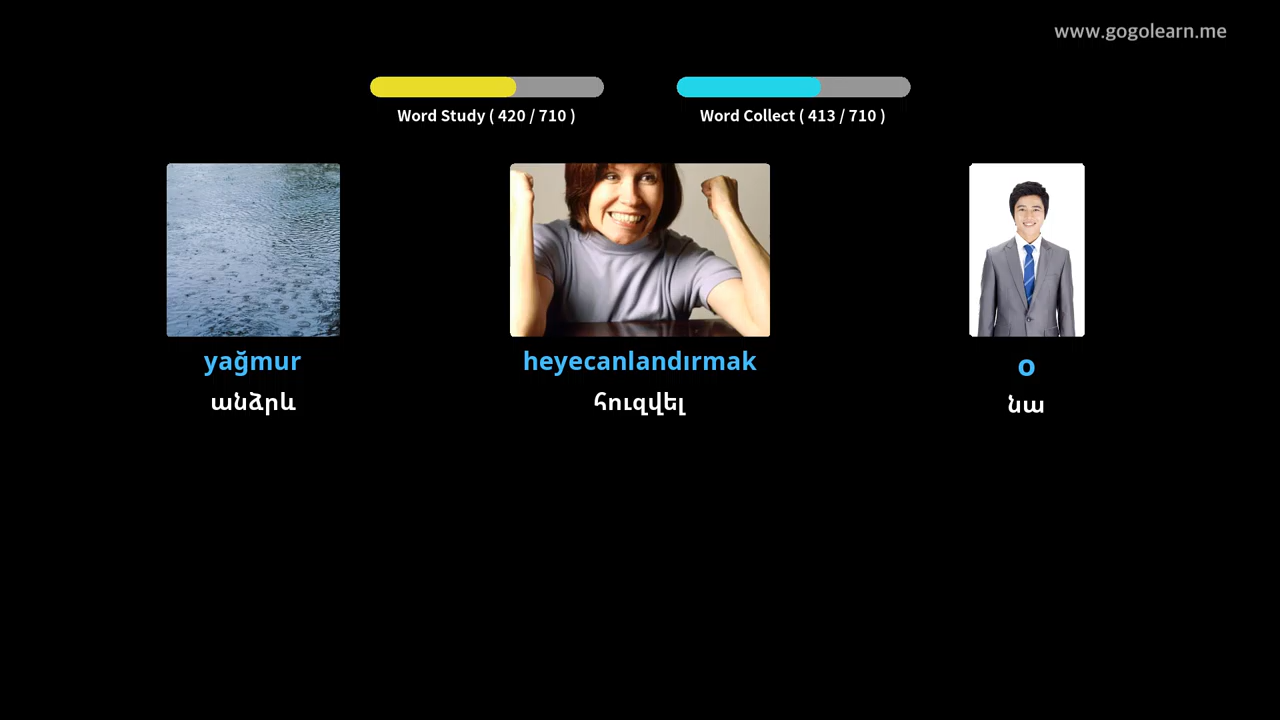 www.gogolearn.me
Word Study ( 420 / 710 )
Word Collect ( 413 / 710 )
yağmur
heyecanlandırmak
o
անձրև
հուզվել
նա